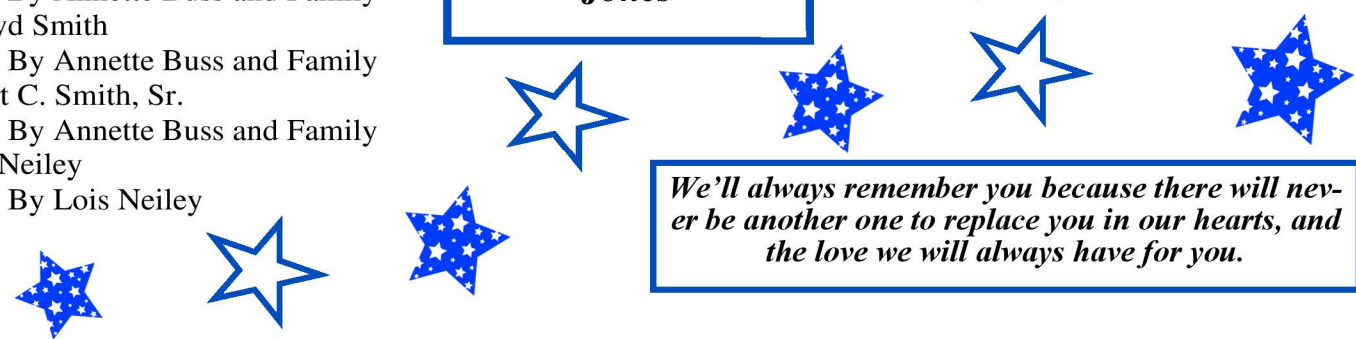 By Annette Buss and Family
yd Smith
By Annette Buss and Family
t C. Smith, Sr.
By Annette Buss and Family
Neiley
By Lois Neiley
Jones
We'll always remember you because there will nev-
er be another one to replace you in our hearts, and
the love we will always have for you.